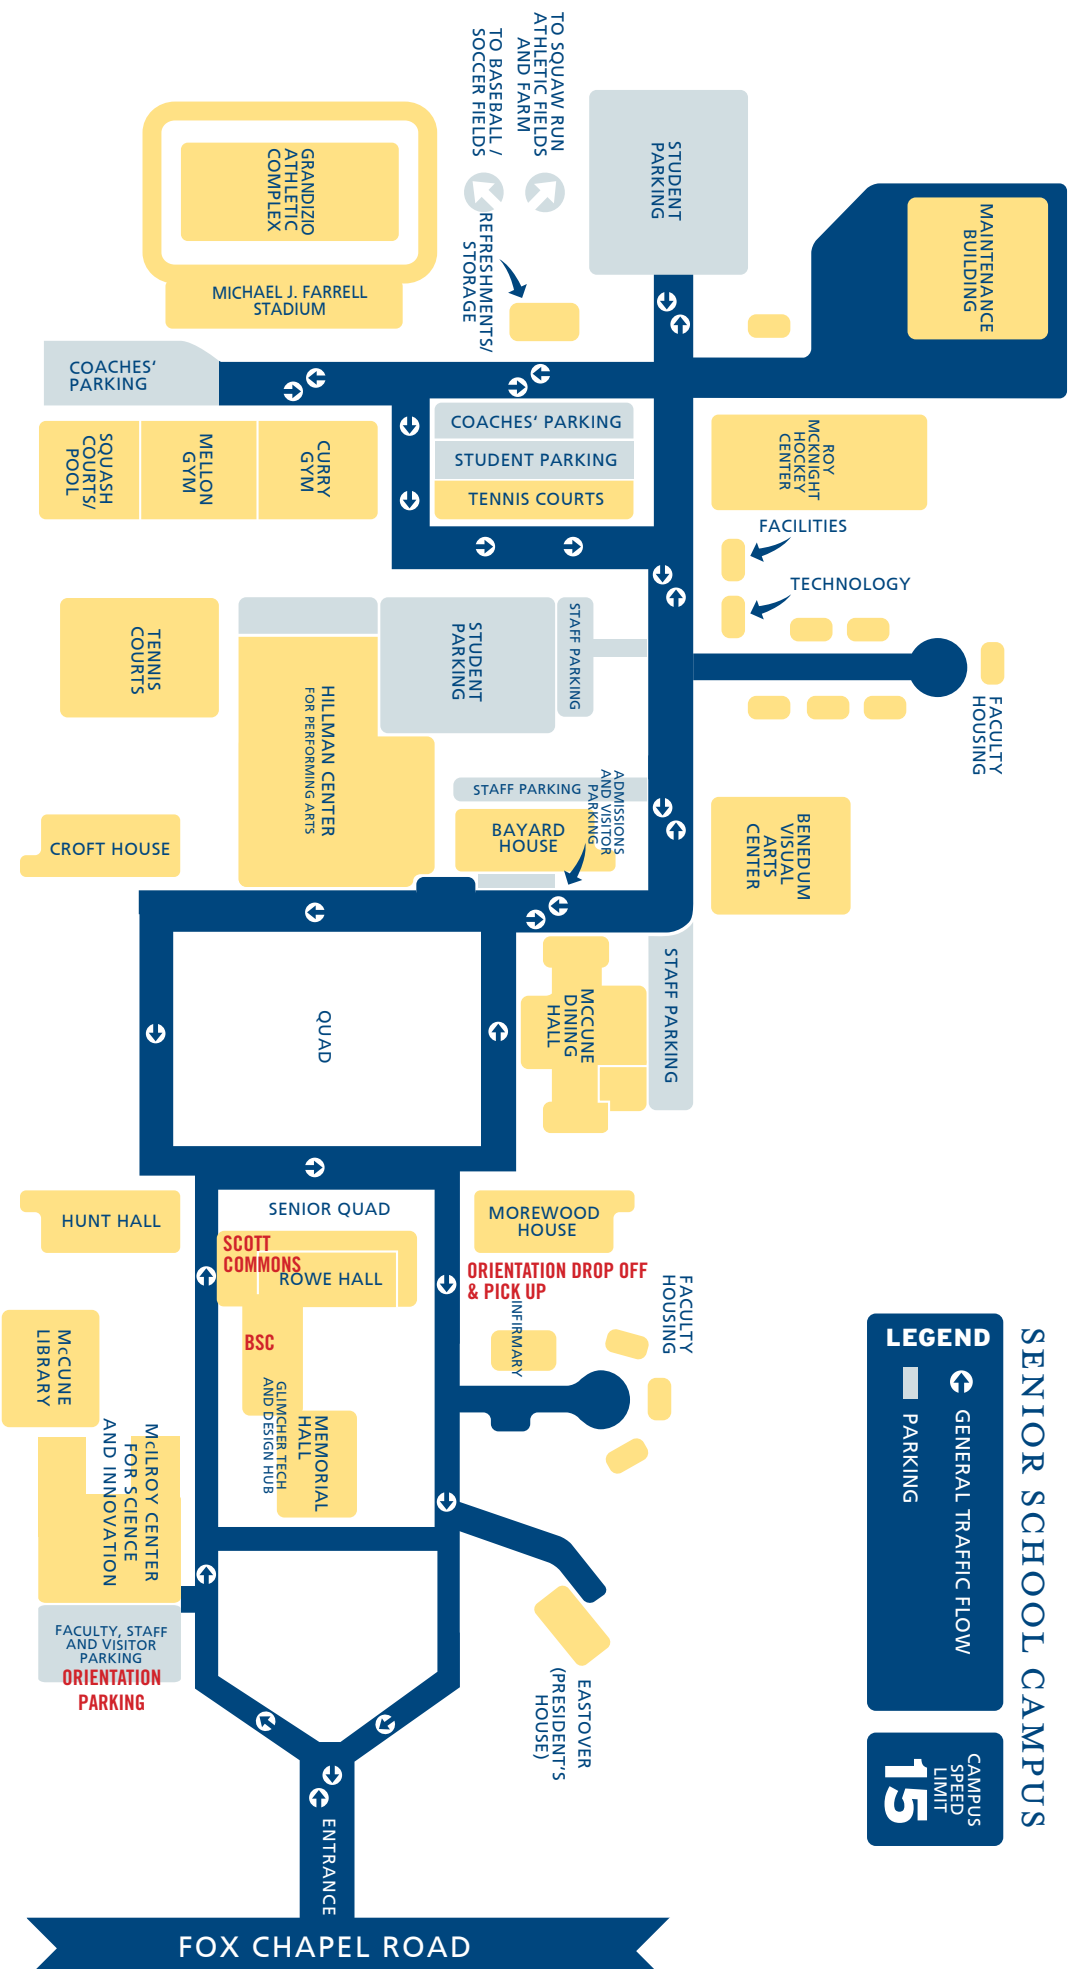 TO SQUAW RUN
ATHLETIC FIELDS
AND FARM
TO BASEBALL /
SOCCER FIELDS
STUDENT
PARKING
MAINTENANCE
BUILDING
GRANDIZIO
ATHLETIC
COMPLEX
MICHAEL J. FARRELL
STADIUM
REFRESHMENTS/
STORAGE
COACHES'
PARKING
SQUASH
COURTS/
POOL
MELLON
GYM
CURRY
GYM
COACHES' PARKING
STUDENT PARKING
TENNIS COURTS
ROY
MCKNIGHT
HOCKEY
CENTER
FACILITIES
TECHNOLOGY
FACULTY
HOUSING
TENNIS
COURTS
HILLMAN CENTER
FOR PERFORMING ARTS
STUDENT
PARKING
STAFF PARKING
STAFF PARKING
ADMISSIONS
AND VISITOR
PARKING
BAYARD
HOUSE
BENEDUM
VISUAL
ARTS
CENTER
CROFT HOUSE
QUAD
MCCUNE
DINING
HALL
STAFF PARKING
HUNT HALL
SENIOR QUAD
MOREWOOD
HOUSE
SCOTT
COMMONS
ROWE HALL
ORIENTATION DROP OFF
& PICK UP
INFIRMARY
FACULTY
HOUSING
BSC
GLIMCHER TECH
AND DESIGN HUB
MEMORIAL
HALL
McCUNE
LIBRARY
McILROY CENTER
FOR SCIENCE
AND INNOVATION
FACULTY, STAFF
AND VISITOR
PARKING
ORIENTATION
PARKING
EASTOVER
(PRESIDENT'S
HOUSE)
SENIOR SCHOOL CAMPUS
LEGEND
GENERAL TRAFFIC FLOW
PARKING
CAMPUS
SPEED
LIMIT
15
ENTRANCE
FOX CHAPEL ROAD